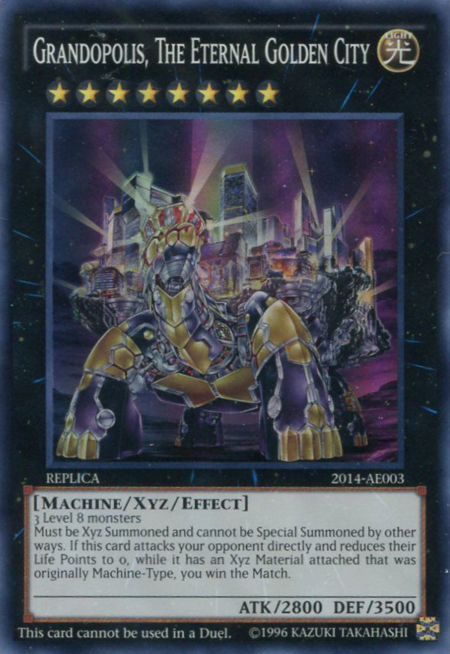 GRANDOPOLIS, THE ETERNAL GOLDEN CITY
LIGHT
光
REPLICA 2014-AE003
[MACHINE/XYZ/EFFECT]
3 Level 8 monsters
Must be Xyz Summoned and cannot be Special Summoned by other
ways. If this card attacks your opponent directly and reduces their
Life Points to 0, while it has an Xyz Material attached that was
originally Machine-Type, you win the Match.
ATK/2800 DEF/3500
This card cannot be used in a Duel. ©1996 KAZUKI TAKAHASHI